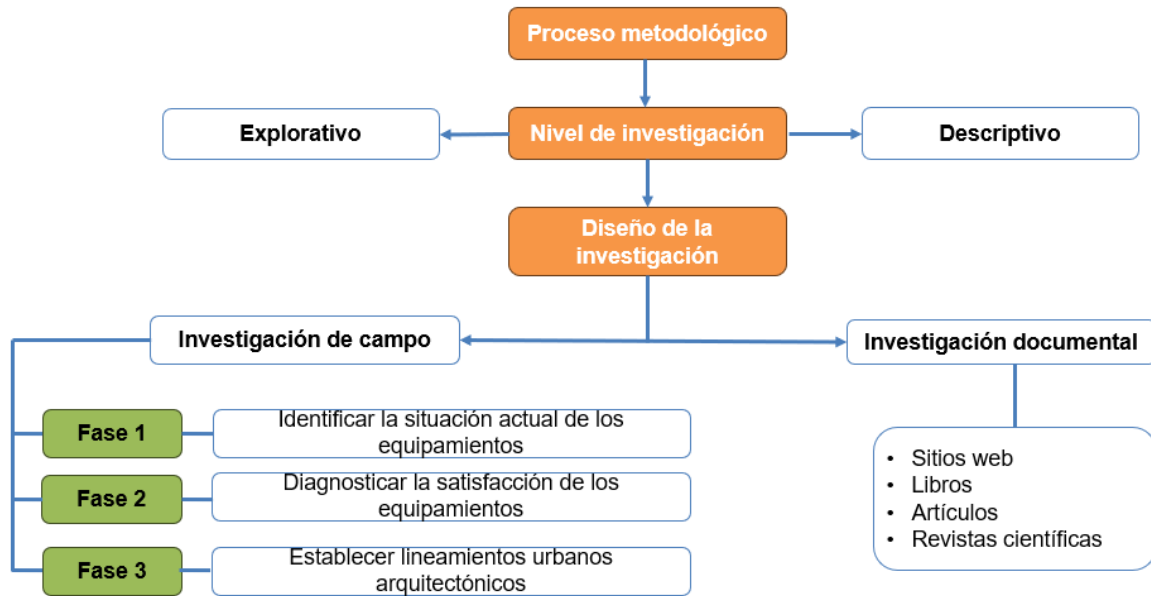 Proceso metodológico
Explorativo
Nivel de investigación
Descriptivo
Diseño de la
investigación
Investigación de campo
Investigación documental
Fase 1
Identificar la situación actual de los
equipamientos
Fase 2
Diagnosticar la satisfacción de los
equipamientos
Fase 3
Establecer lineamientos urbanos
arquitectónicos
• Sitios web
• Libros
• Artículos
• Revistas científicas